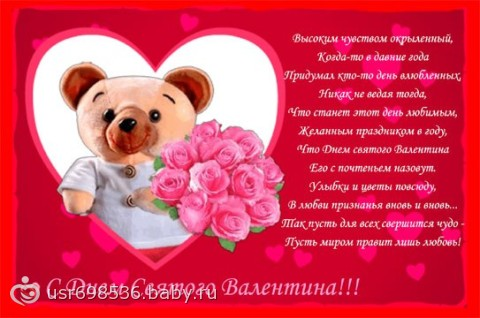 Высоким чувством окрыленный,
Когда-то в давние года
Придумал кто-то день влюбленных,
Никак не ведая тогда,
Что станет этот день любимым,
Желанным праздником в году,
Что Днем святого Валентина
Его с почтеньем назовут.
Улыбки и цветы повсюду,
В любви признанья вновь и вновь...
Так пусть для всех свершится чудо -
Пусть миром правит лишь любовь!
С Днем Святого Валентина!!!
usr698536.baby.ru